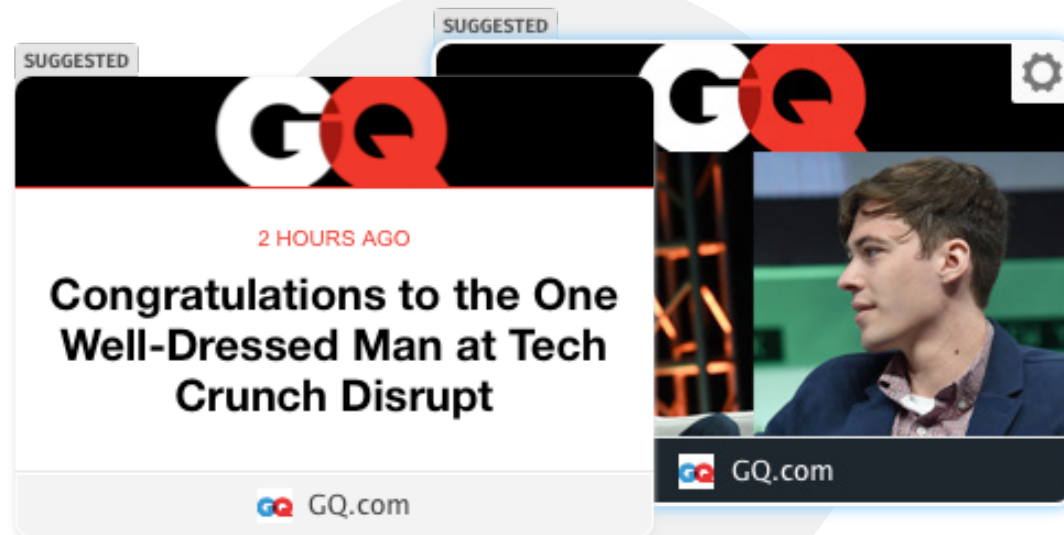 SUGGESTED
GQ
2 HOURS AGO
Congratulations to the One
Well-Dressed Man at Tech
Crunch Disrupt
GQ GQ.com
SUGGESTED
GQ
GQ GQ.com